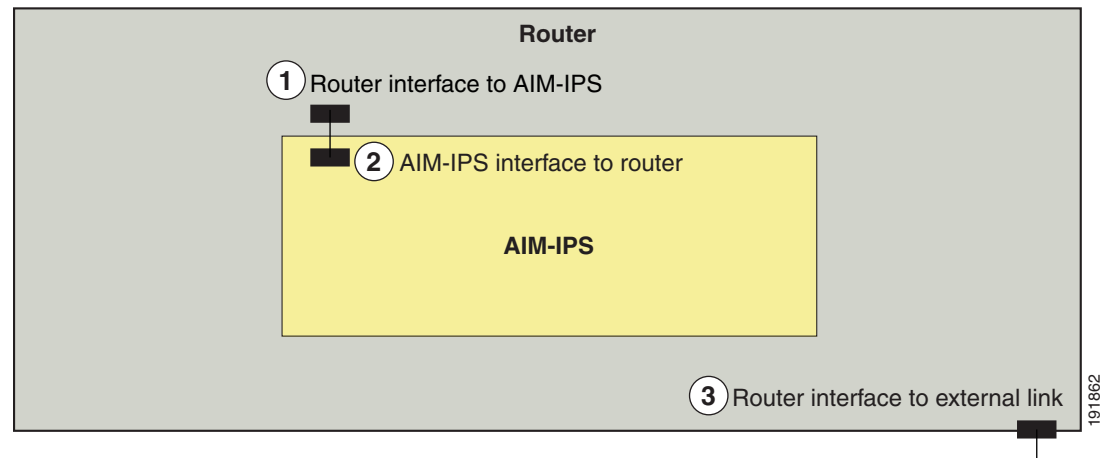 Router
1 Router interface to AIM-IPS
2 AIM-IPS interface to router
AIM-IPS
3 Router interface to external link
191862